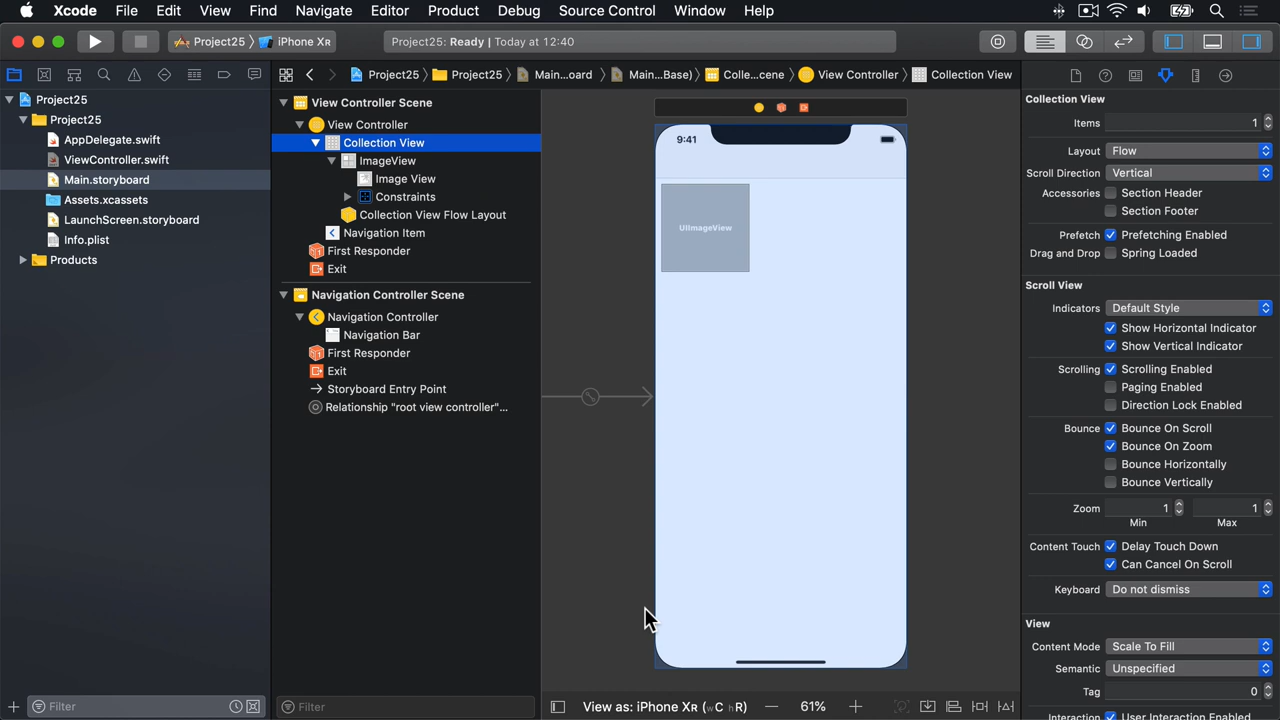 Xcode File Edit View Find Navigate Editor Product Debug Source Control Window Help
Project25 iPhone XR Project25: Ready | Today at 12:40
Project25 Project25 Main...oard Main...Base) Colle...cene View Controller Collection View
Project25
Project25
AppDelegate.swift
ViewController.swift
Main.storyboard
Assets.xcassets
LaunchScreen.storyboard
Info.plist
Products
Filter
View Controller Scene
View Controller
Collection View
ImageView
Image View
Constraints
Collection View Flow Layout
Navigation Item
First Responder
Exit
Navigation Controller Scene
Navigation Controller
Navigation Bar
First Responder
Exit
Storyboard Entry Point
Relationship "root view controller"...
Filter
9:41
UIImageView
View as: iPhone XR (wC hR) 61%
Collection View
Items 1
Layout Flow
Scroll Direction Vertical
Accessories Section Header
Section Footer
Prefetch Prefetching Enabled
Drag and Drop Spring Loaded
Scroll View
Indicators Default Style
Show Horizontal Indicator
Show Vertical Indicator
Scrolling Scrolling Enabled
Paging Enabled
Direction Lock Enabled
Bounce Bounce On Scroll
Bounce On Zoom
Bounce Horizontally
Bounce Vertically
Zoom 1 1
Min Max
Content Touch Delay Touch Down
Can Cancel On Scroll
Keyboard Do not dismiss
View
Content Mode Scale To Fill
Semantic Unspecified
Tag 0
Interaction User Interaction Enabled